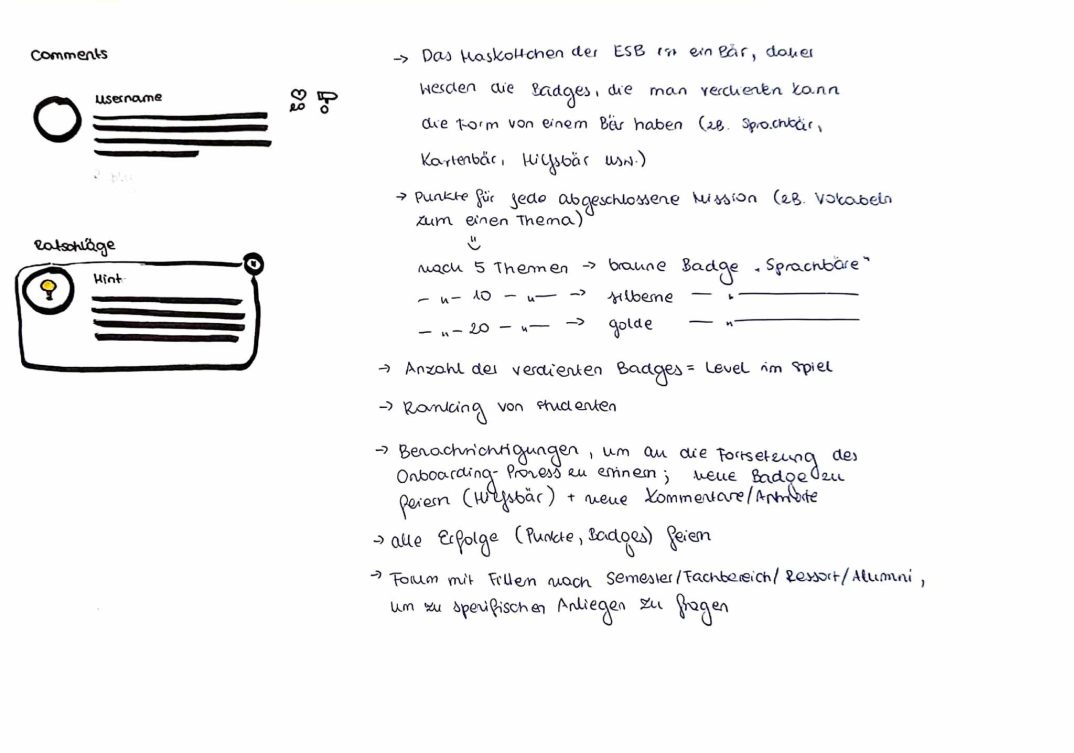 Comments
username
20
Ratschläge
Hint
→ Das Maskottchen der ESB ist ein Bär, daher
werden die Badges, die man verdienen kann
die Form von einem Bär haben (zB. Sprachbär,
Kartenbär, Hilfsbär usw.)
→ Punkte für jede abgeschlossene Mission (zB. Vokabeln
zum einen Thema)
nach 5 Themen → braune Badge "Sprachbäre"
— " — 10 — " — → silberne — " —
— " — 20 — " — → golde — " —
→ Anzahl der verdienten Badges = Level im Spiel
→ Ranking von Studenten
→ Benachrichtigungen, um an die Fortsetzung des
Onboarding-Prozess zu erinnern; neue Badge zu
feiern (Hilfsbär) + neue Kommentare/Antworte
→ alle Erfolge (Punkte, Badges) feiern
→ Forum mit Filtern nach Semester/Fachbereich/Ressort/Alumni,
um zu spezifischen Anliegen zu fragen